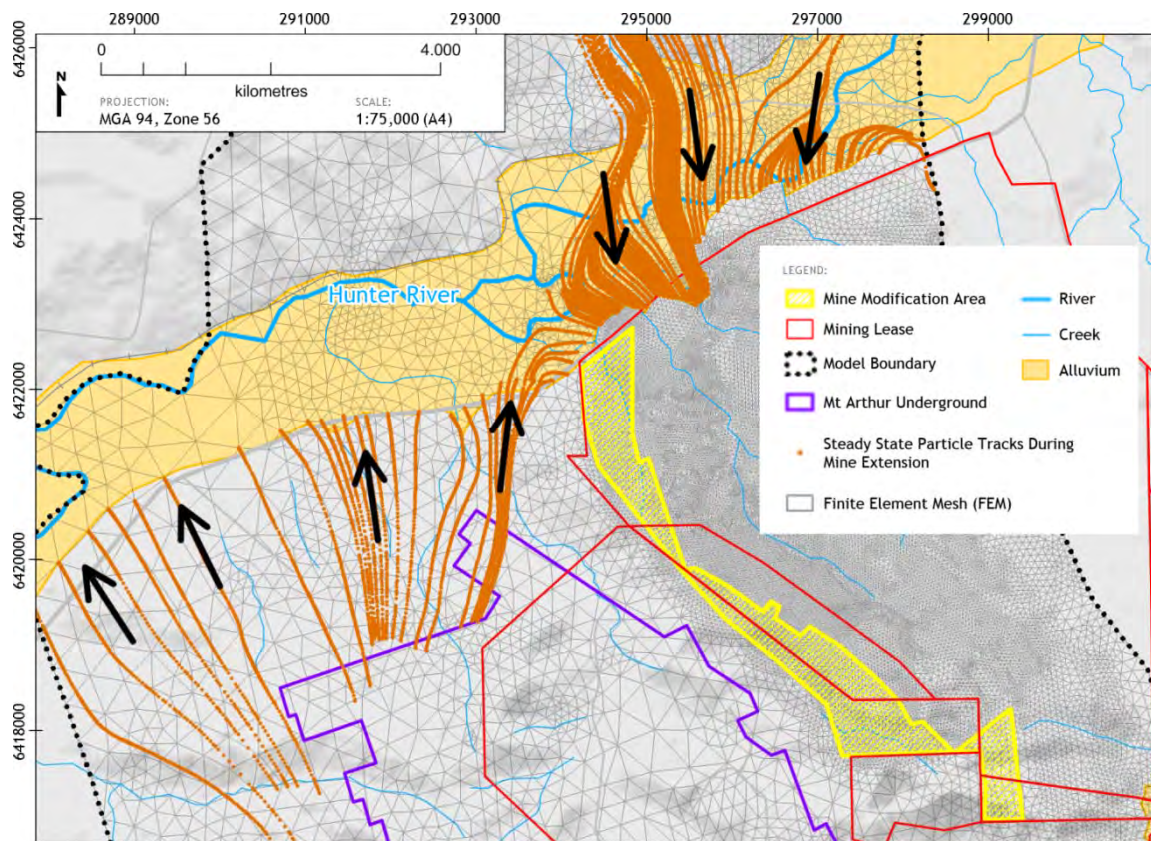 289000 291000 293000 295000 297000 299000
6426000
0 4.000
kilometres
N
PROJECTION: SCALE:
MGA 94, Zone 56 1:75,000 (A4)
6424000
Hunter River
LEGEND:
Mine Modification Area
River
Mining Lease
Creek
Model Boundary
Alluvium
Mt Arthur Underground
Steady State Particle Tracks During
Mine Extension
Finite Element Mesh (FEM)
6422000
6420000
6418000